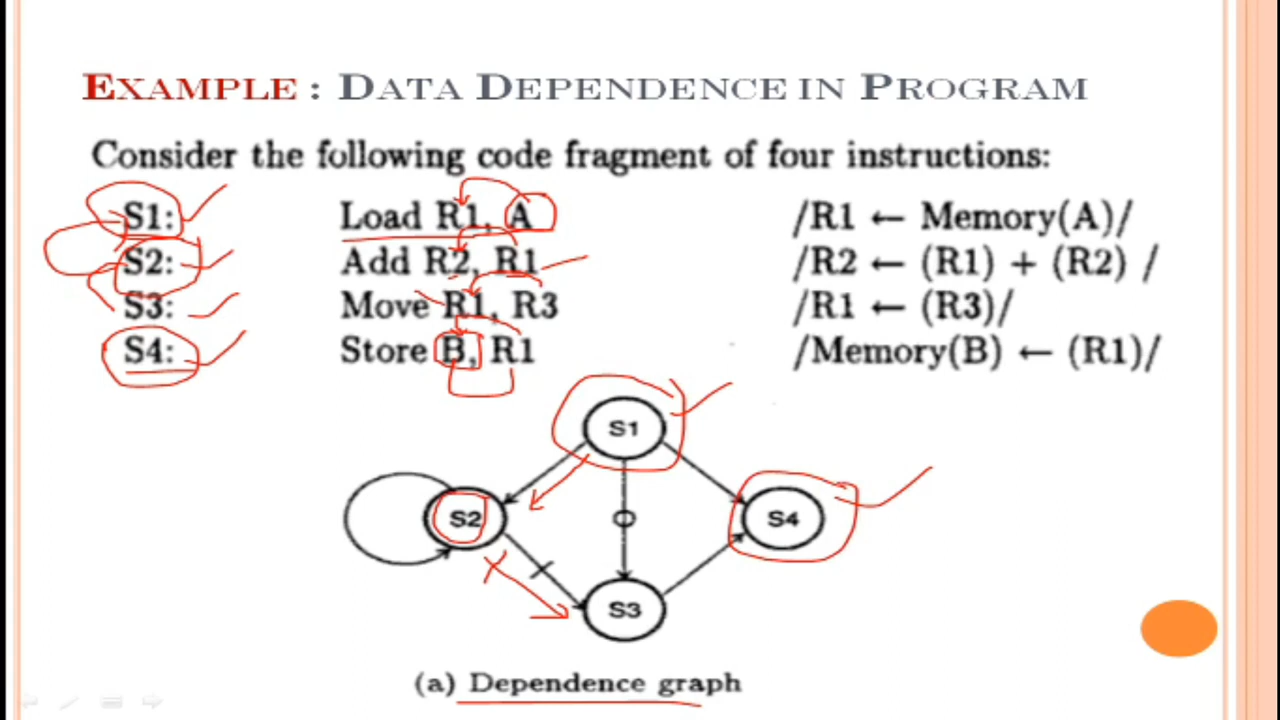 EXAMPLE : DATA DEPENDENCE IN PROGRAM
Consider the following code fragment of four instructions:
S1: Load R1, A /R1 ← Memory(A)/
S2: Add R2, R1 /R2 ← (R1) + (R2) /
S3: Move R1, R3 /R1 ← (R3)/
S4: Store B, R1 /Memory(B) ← (R1)/
S1
S2
S4
S3
(a) Dependence graph